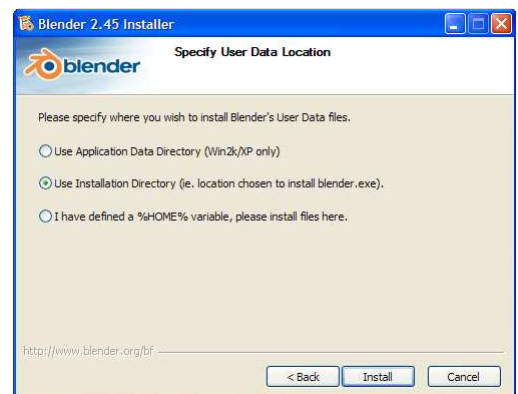 Blender 2.45 Installer
blender
Specify User Data Location
Please specify where you wish to install Blender's User Data files.
Use Application Data Directory (Win2k/XP only)
Use Installation Directory (ie. location chosen to install blender.exe).
I have defined a %HOME% variable, please install files here.
http://www.blender.org/bf
< Back Install Cancel